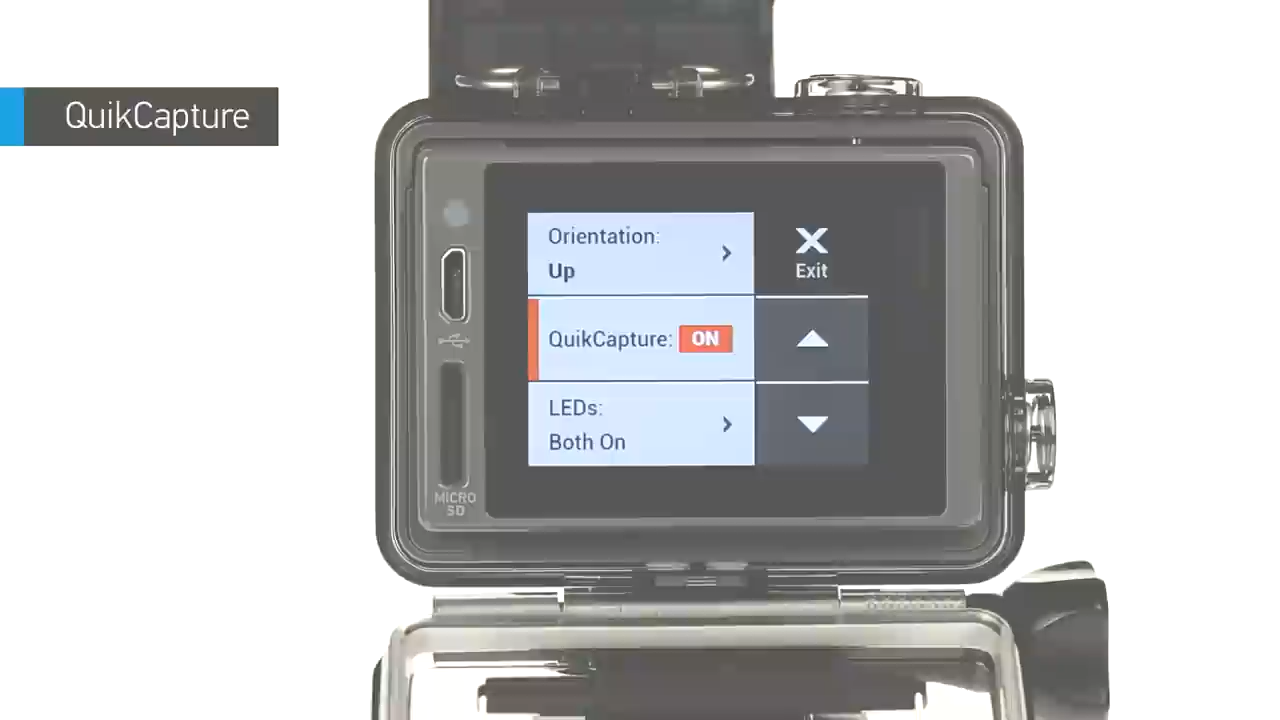 QuikCapture
Orientation:
Up
Exit
QuikCapture: ON
LEDs:
Both On
MICRO
SD